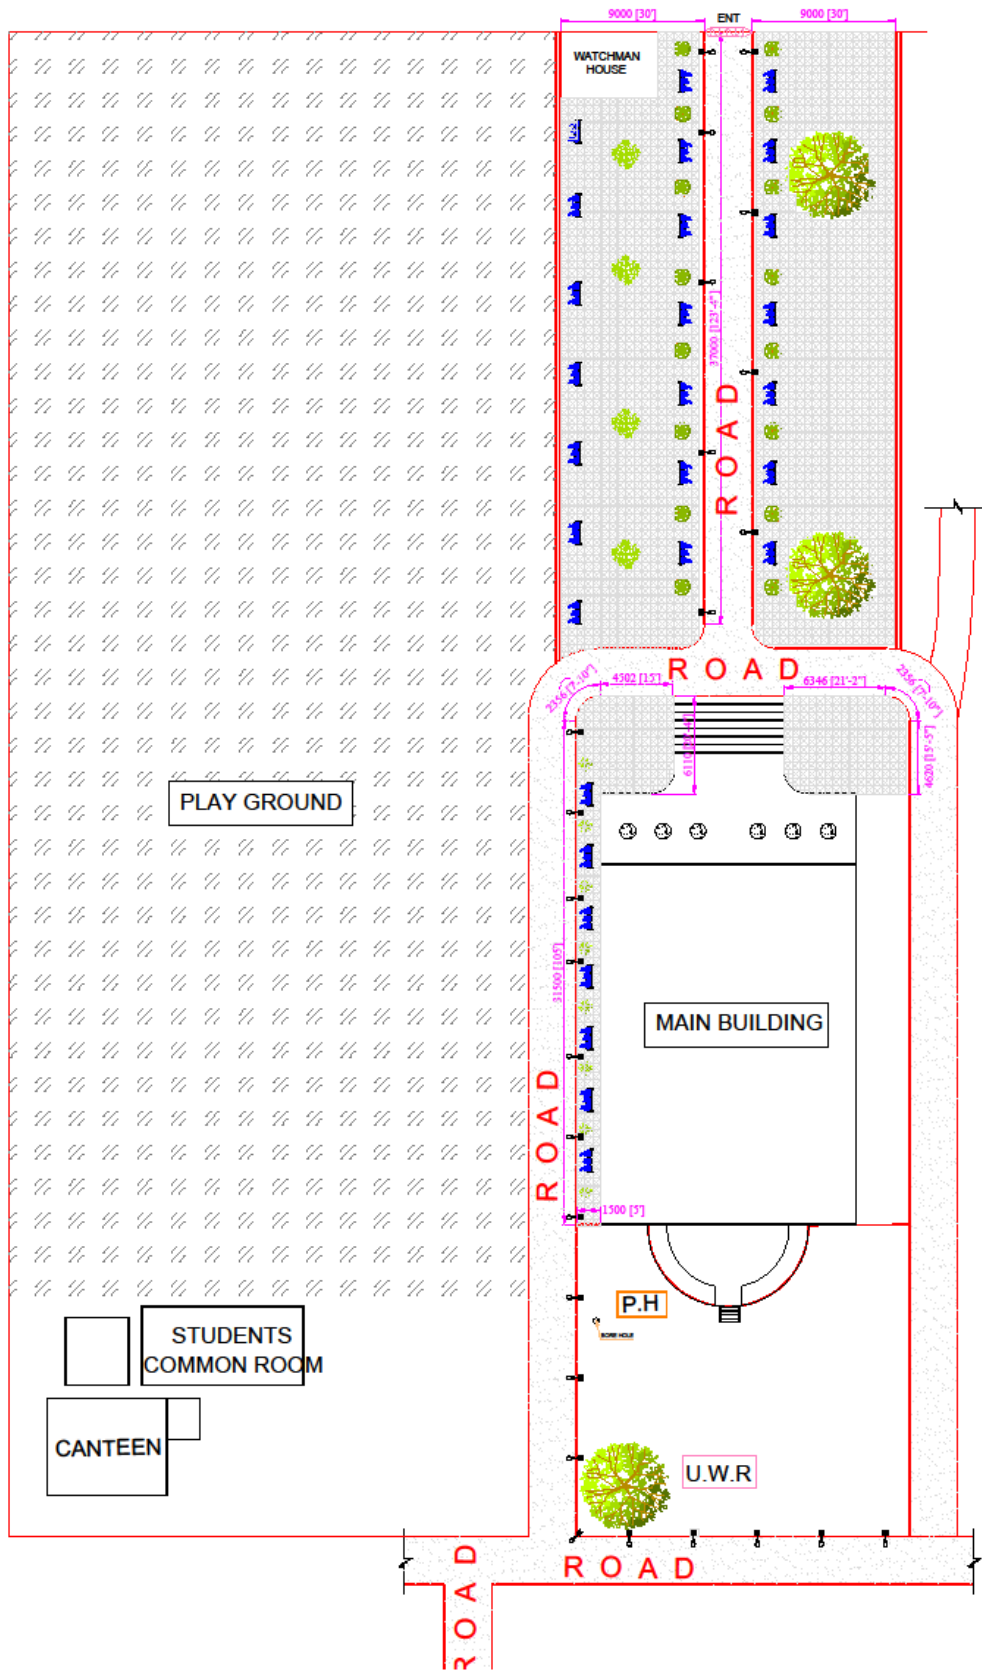 9000 [30']
ENT
9000 [30']
WATCHMAN
HOUSE
37000 [123'-4"]
ROAD
ROAD
2356 [7'-10"]
4502 [15']
6346 [21'-2"]
2356 [7'-10"]
4620 [15'-5"]
PLAY GROUND
31500 [105']
MAIN BUILDING
ROAD
1500 [5']
P.H
BORE HOLE
STUDENTS
COMMON ROOM
CANTEEN
U.W.R
ROAD
ROAD